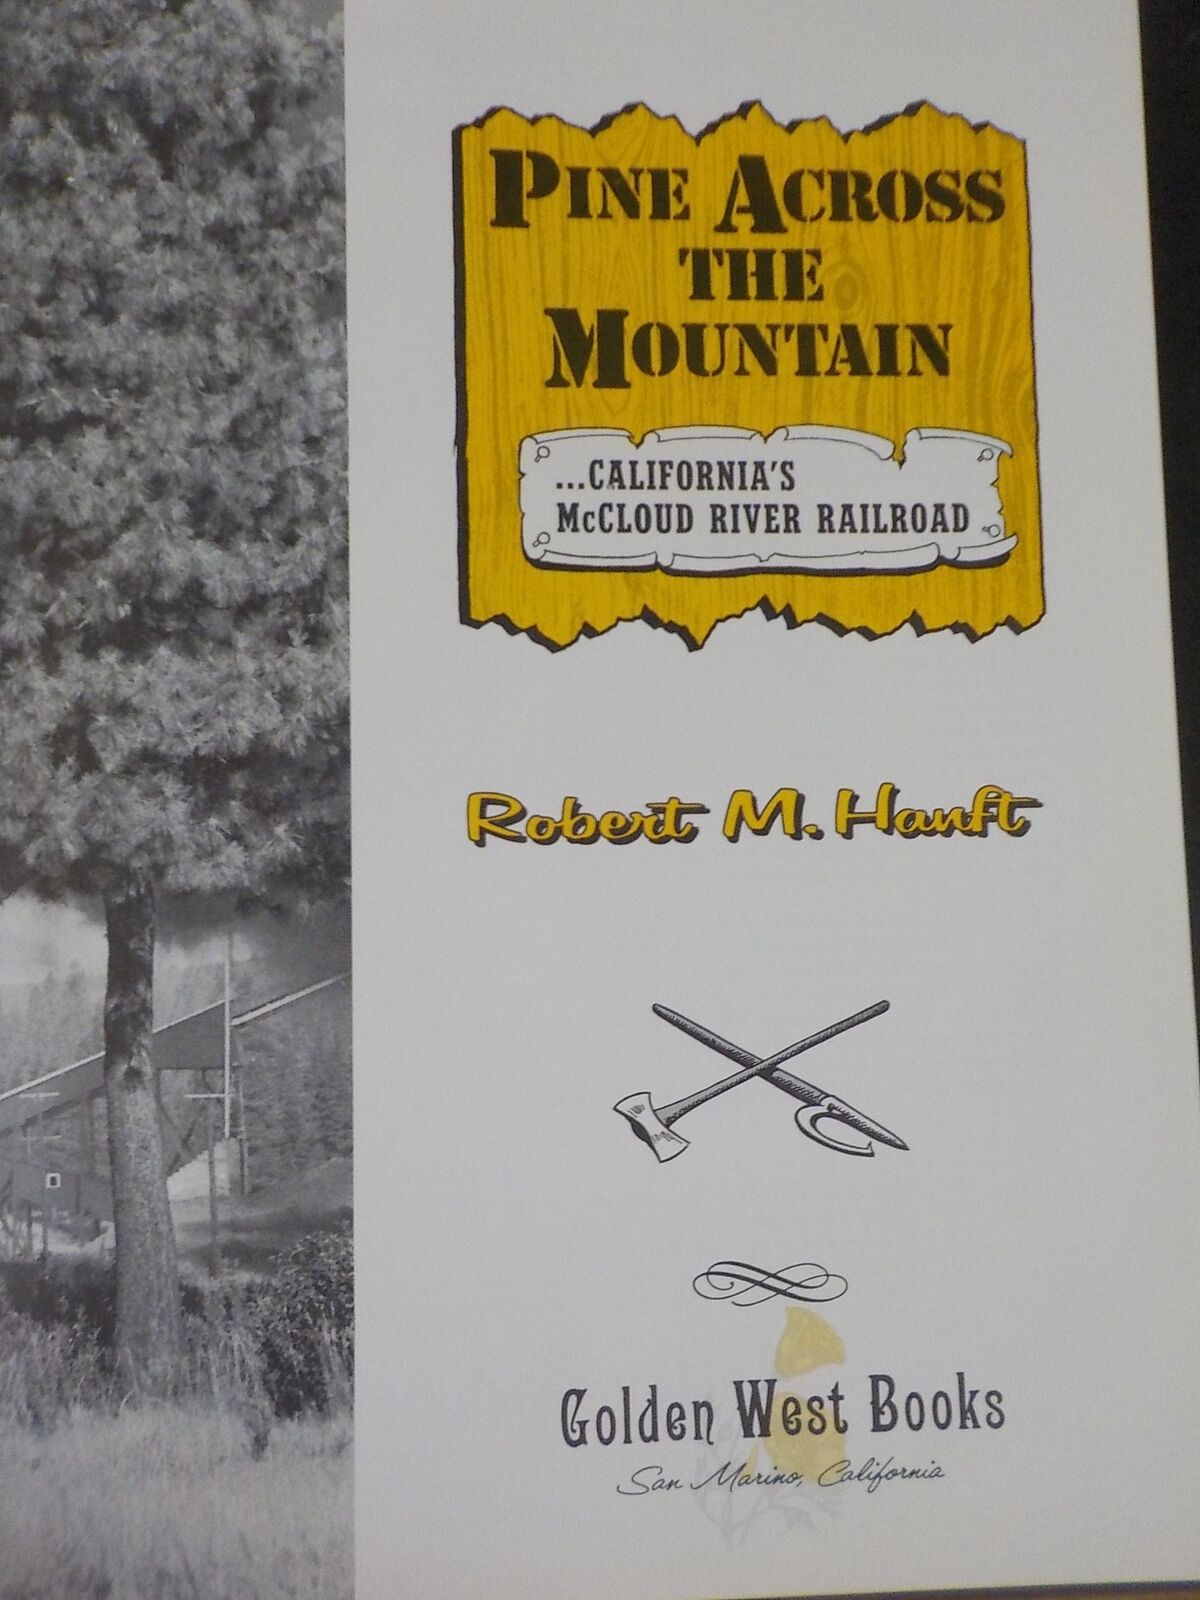 PINE ACROSS
THE
MOUNTAIN
...CALIFORNIA'S
McCLOUD RIVER RAILROAD
Robert M. Hanft
Golden West Books
San Marino, California